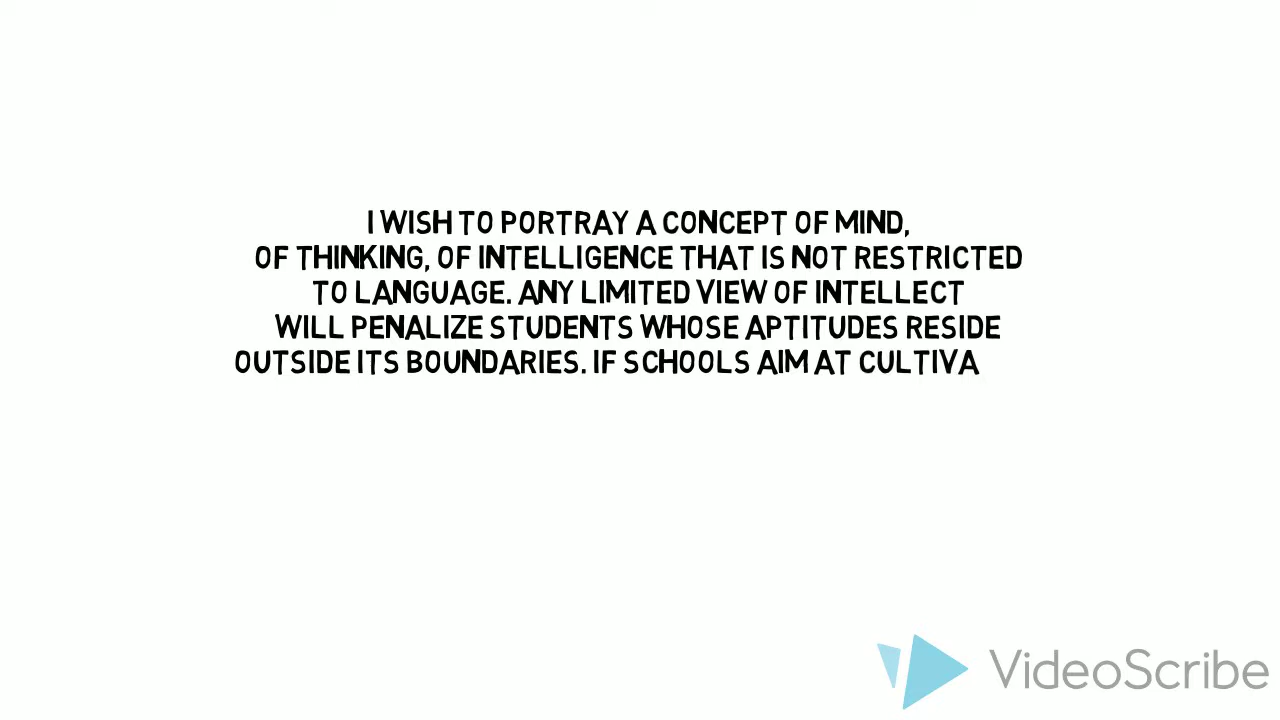 I WISH TO PORTRAY A CONCEPT OF MIND,
OF THINKING, OF INTELLIGENCE THAT IS NOT RESTRICTED
TO LANGUAGE. ANY LIMITED VIEW OF INTELLECT
WILL PENALIZE STUDENTS WHOSE APTITUDES RESIDE
OUTSIDE ITS BOUNDARIES. IF SCHOOLS AIM AT CULTIVA
VideoScribe